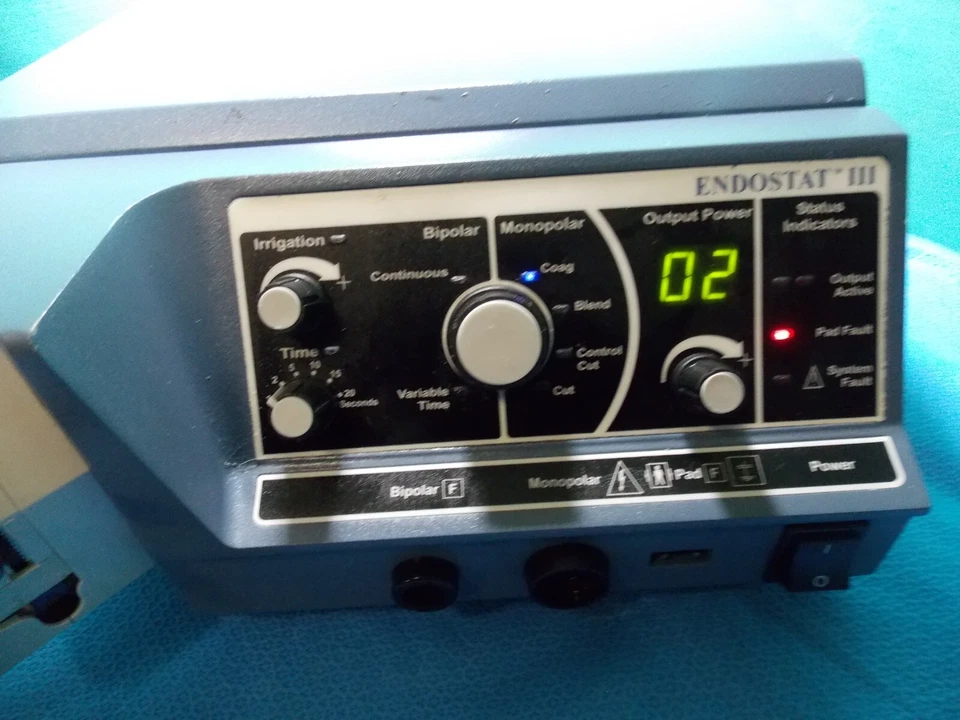 ENDOSTAT™ III
Irrigation
+
Time
2 5 10 15
20
Seconds
Bipolar
Continuous
Variable
Time
Monopolar
Coag
Blend
Control
Cut
Cut
Output Power
02
+
Status
Indicators
Output
Active
Pad Fault
System
Fault
Bipolar F
Monopolar
Pad F
Power
I
O